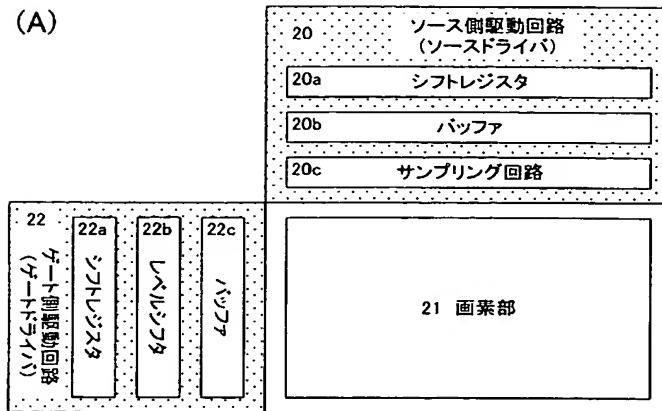 (A)
20 ソース側駆動回路
(ソースドライバ)
20a シフトレジスタ
20b バッファ
20c サンプリング回路
22 ゲート側駆動回路
(ゲートドライバ)
22a シフトレジスタ
22b レベルシフタ
22c バッファ
21 画素部